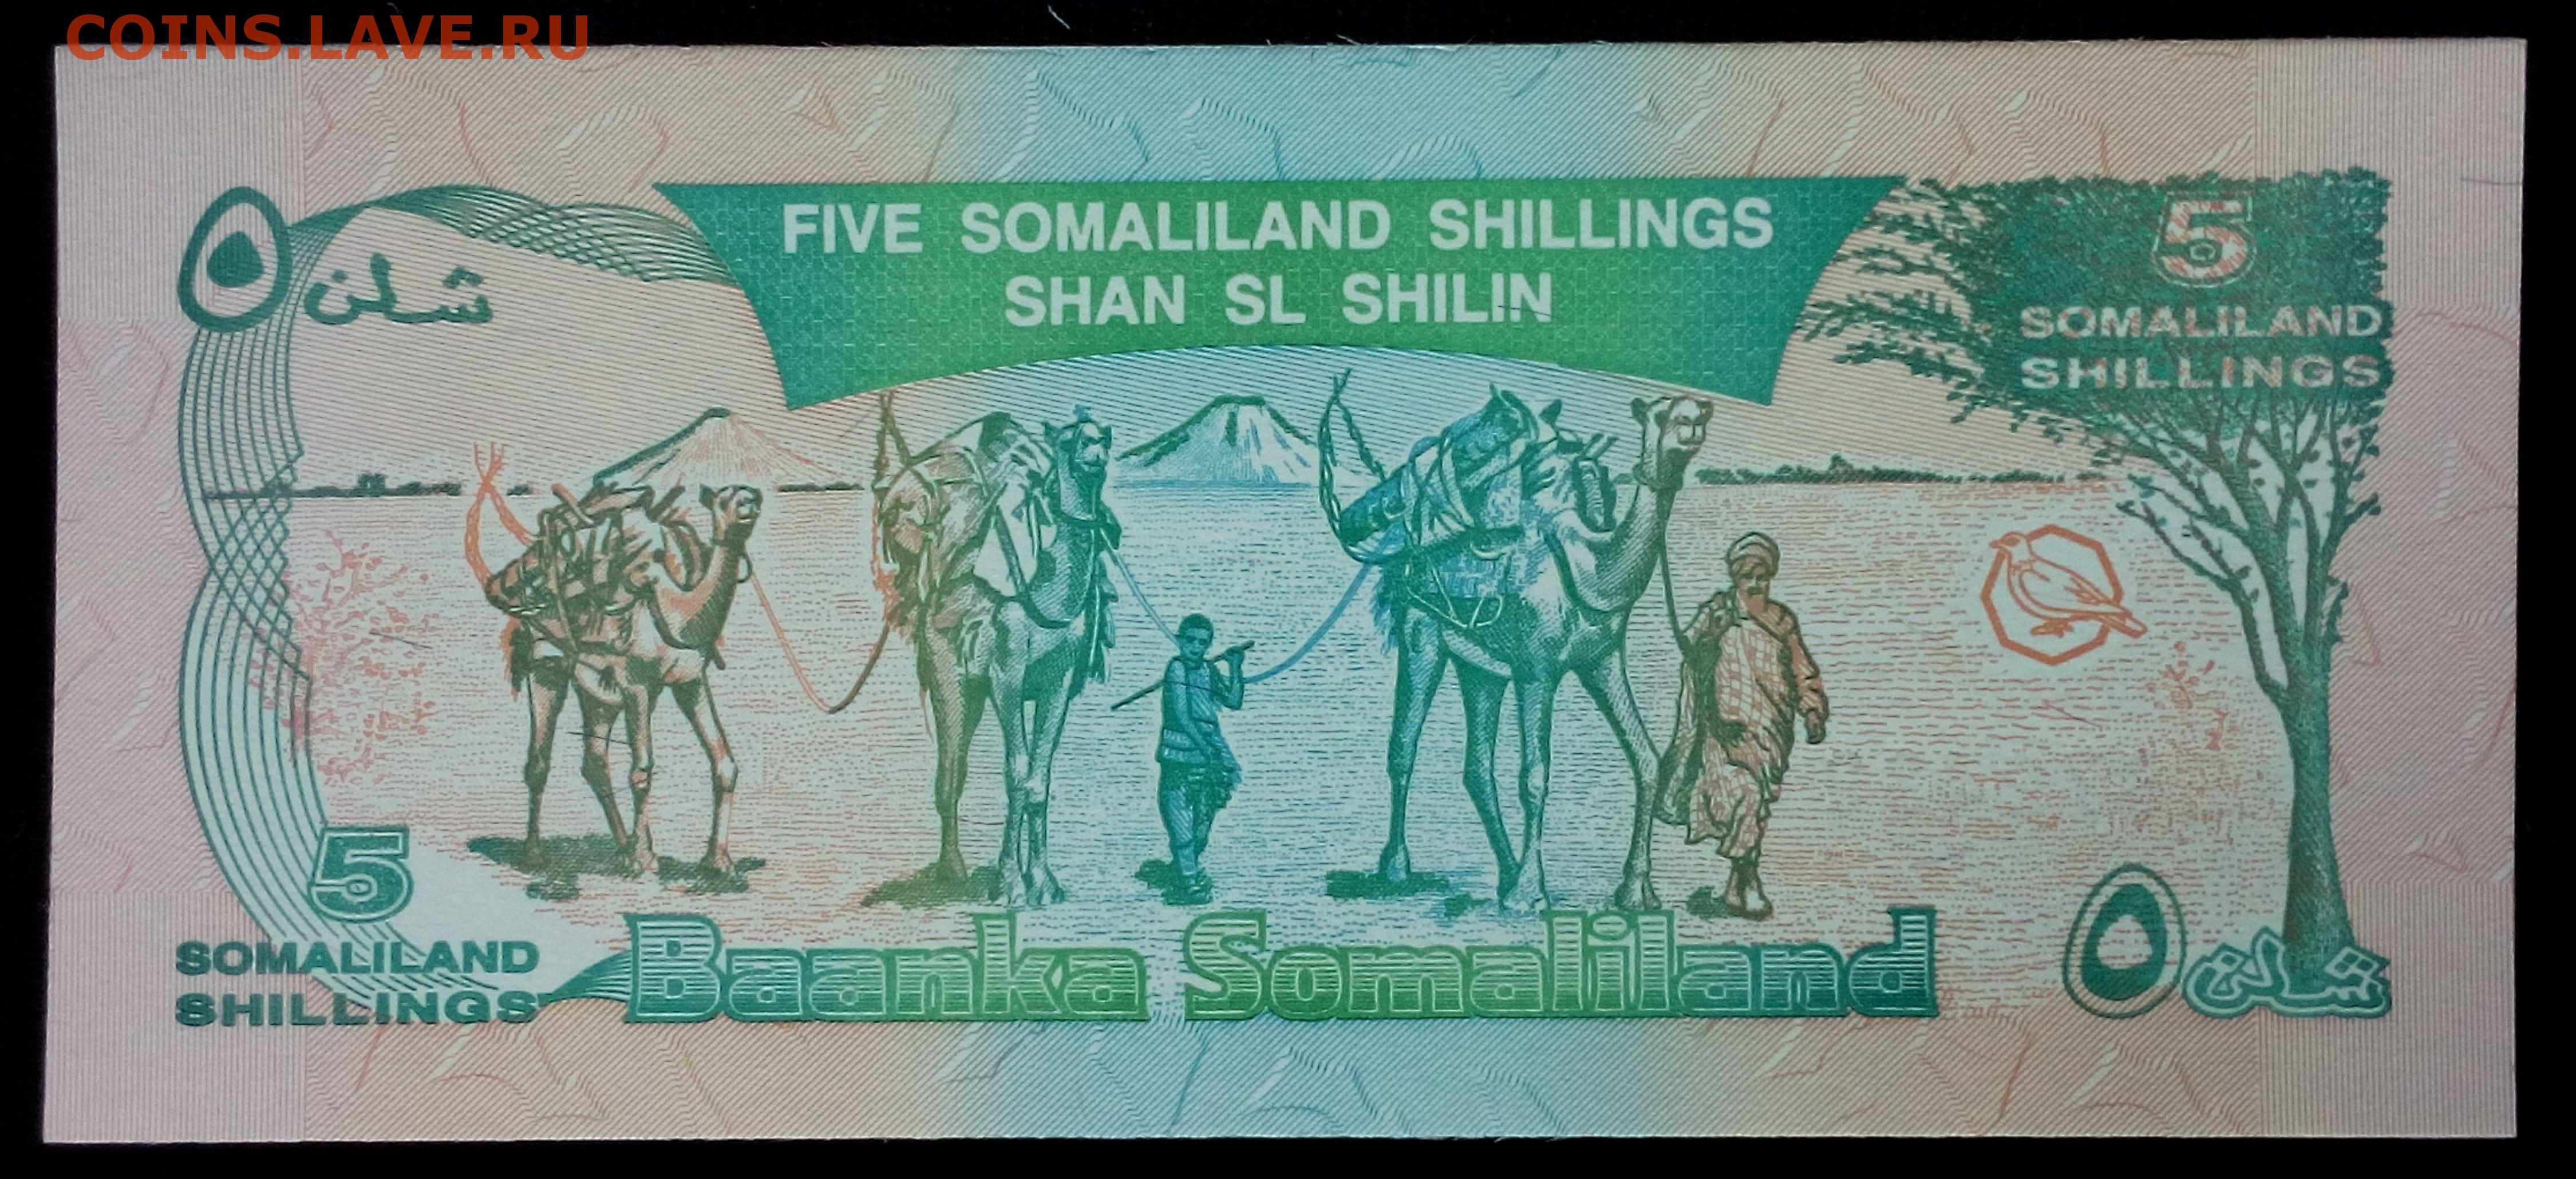 COINS.LAVE.RU
FIVE SOMALILAND SHILLINGS
SHAN SL SHILIN
٥ شلن
5
SOMALILAND
SHILLINGS
5
SOMALILAND
SHILLINGS
Baanka Somaliland
٥ شلن